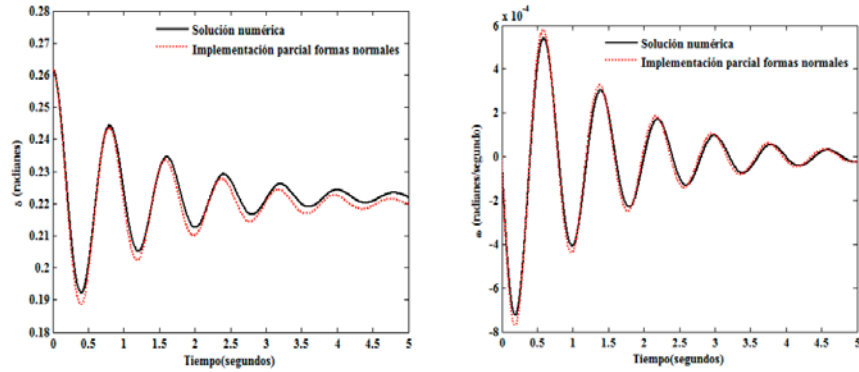 0.28
0.27
0.26
0.25
0.24
0.23
0.22
0.21
0.2
0.19
0.18
δ (radianes)
Solución numérica
Implementación parcial formas normales
0 0.5 1 1.5 2 2.5 3 3.5 4 4.5 5
Tiempo(segundos)
6 x 10⁻⁴
4
2
0
-2
-4
-6
-8
ω (radianes/segundo)
Solución numérica
Implementación parcial formas normales
0 0.5 1 1.5 2 2.5 3 3.5 4 4.5 5
Tiempo(segundos)